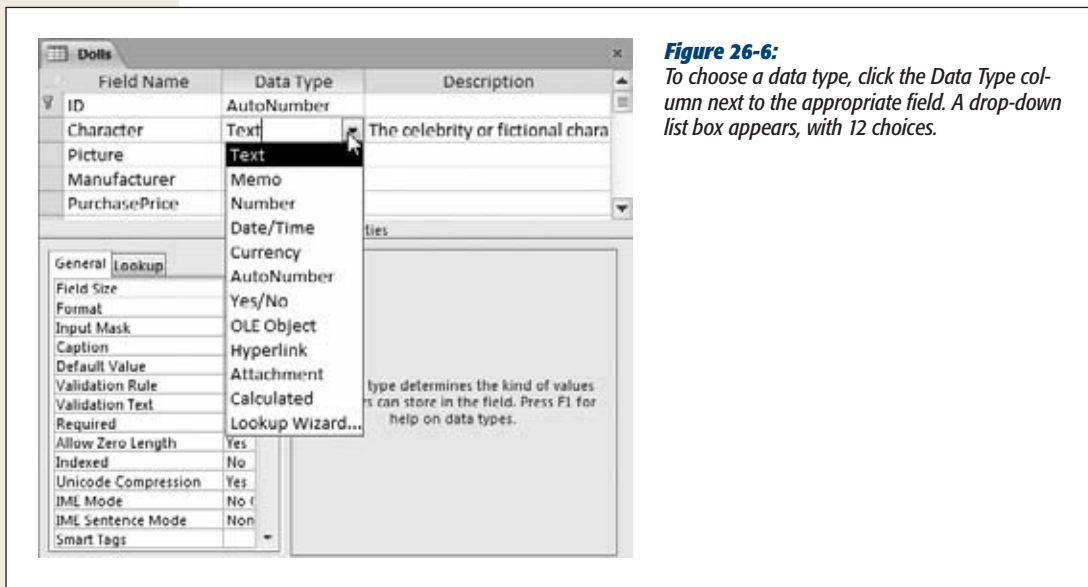 Dolls
Field Name Data Type Description
ID AutoNumber
Character Text The celebrity or fictional chara
Picture
Manufacturer
PurchasePrice
Text
Memo
Number
Date/Time
Currency
AutoNumber
Yes/No
OLE Object
Hyperlink
Attachment
Calculated
Lookup Wizard...
ties
General Lookup
Field Size
Format
Input Mask
Caption
Default Value
Validation Rule
Validation Text
Required
Allow Zero Length Yes
Indexed No
Unicode Compression Yes
IME Mode No
IME Sentence Mode Non
Smart Tags
type determines the kind of values
s can store in the field. Press F1 for
help on data types.
Figure 26-6:
To choose a data type, click the Data Type col-
umn next to the appropriate field. A drop-down
list box appears, with 12 choices.